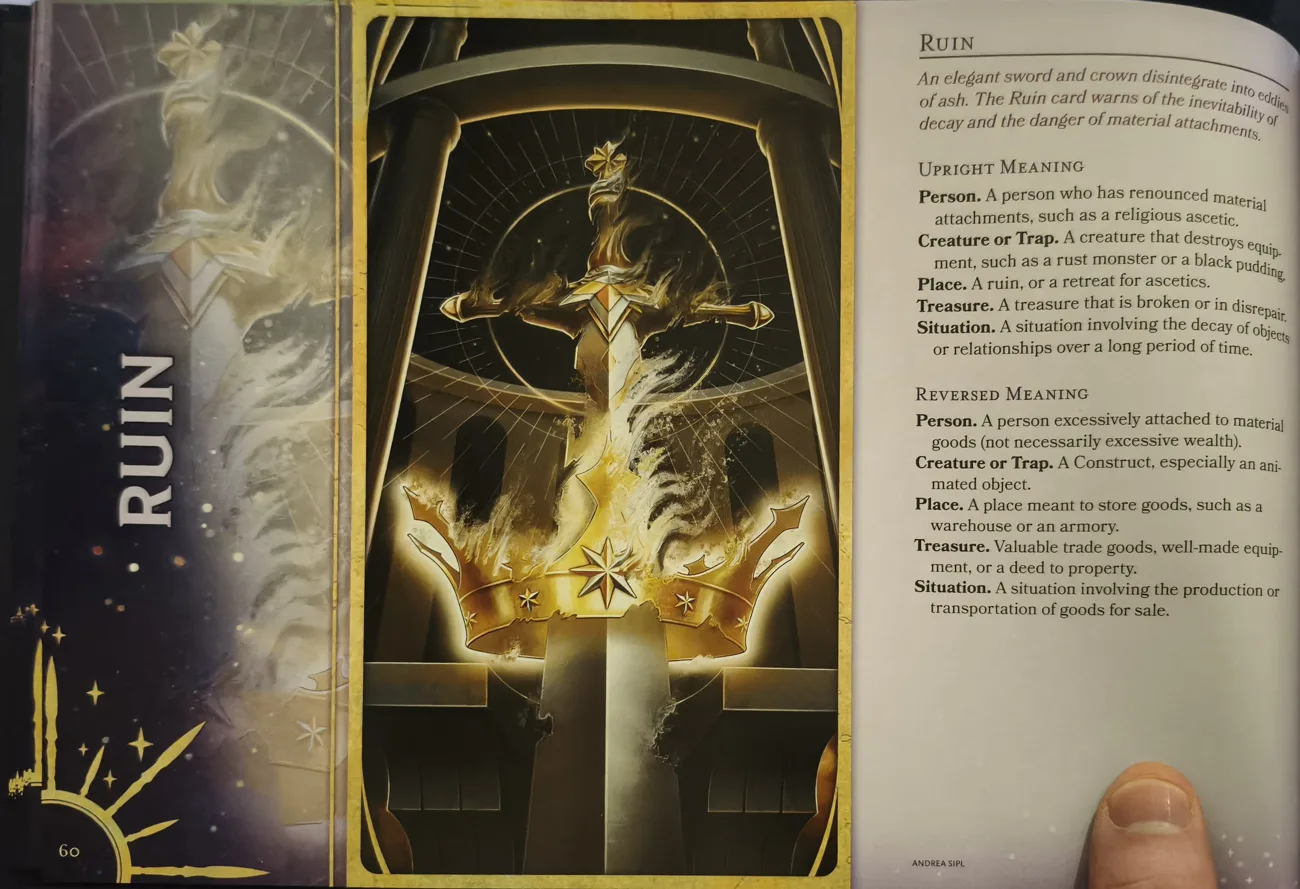 RUIN
60
RUIN
An elegant sword and crown disintegrate into eddies
of ash. The Ruin card warns of the inevitability of
decay and the danger of material attachments.
UPRIGHT MEANING
Person. A person who has renounced material
attachments, such as a religious ascetic.
Creature or Trap. A creature that destroys equip-
ment, such as a rust monster or a black pudding.
Place. A ruin, or a retreat for ascetics.
Treasure. A treasure that is broken or in disrepair.
Situation. A situation involving the decay of objects
or relationships over a long period of time.
REVERSED MEANING
Person. A person excessively attached to material
goods (not necessarily excessive wealth).
Creature or Trap. A Construct, especially an ani-
mated object.
Place. A place meant to store goods, such as a
warehouse or an armory.
Treasure. Valuable trade goods, well-made equip-
ment, or a deed to property.
Situation. A situation involving the production or
transportation of goods for sale.
ANDREA SIPL